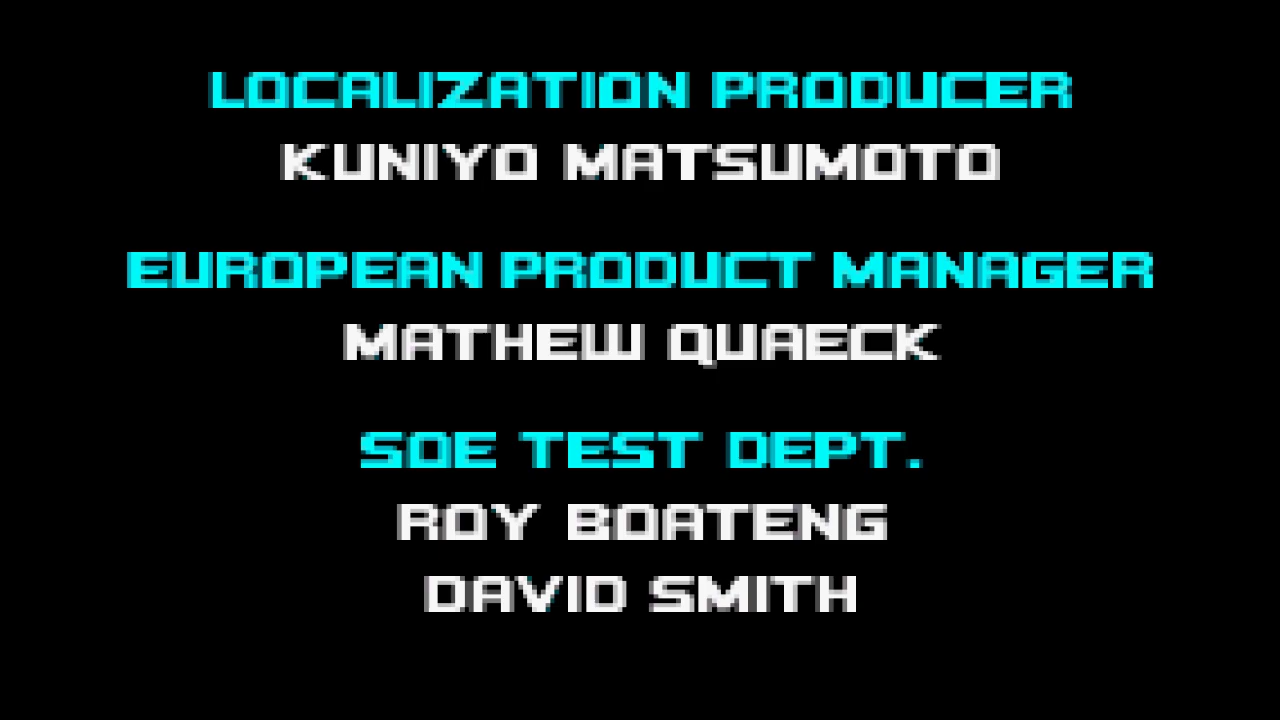 LOCALIZATION PRODUCER
KUNIYO MATSUMOTO
EUROPEAN PRODUCT MANAGER
MATHEW QUAECK
SOE TEST DEPT.
ROY BOATENG
DAVID SMITH